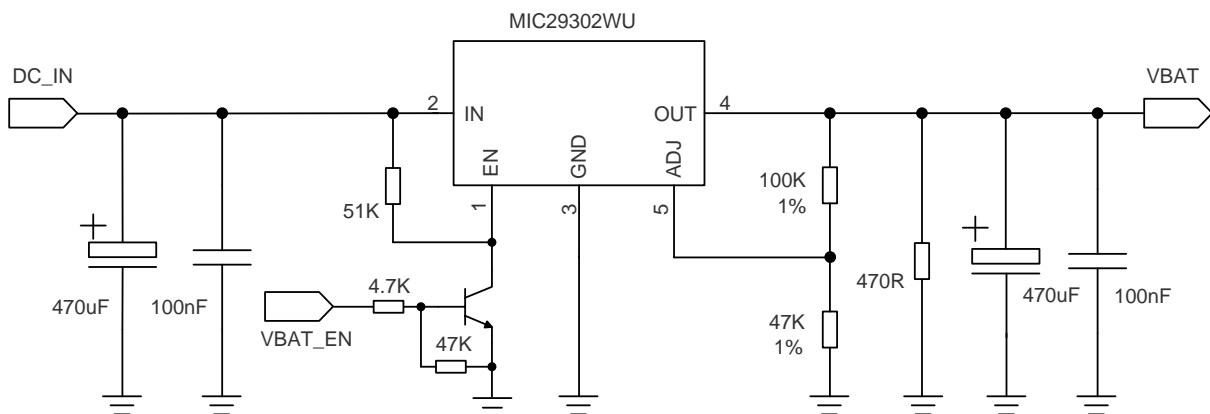 MIC29302WU
DC_IN
VBAT
2
IN
OUT
4
EN
GND
ADJ
1
3
5
51K
100K
1%
470uF
100nF
4.7K
VBAT_EN
47K
470R
47K
1%
470uF
100nF